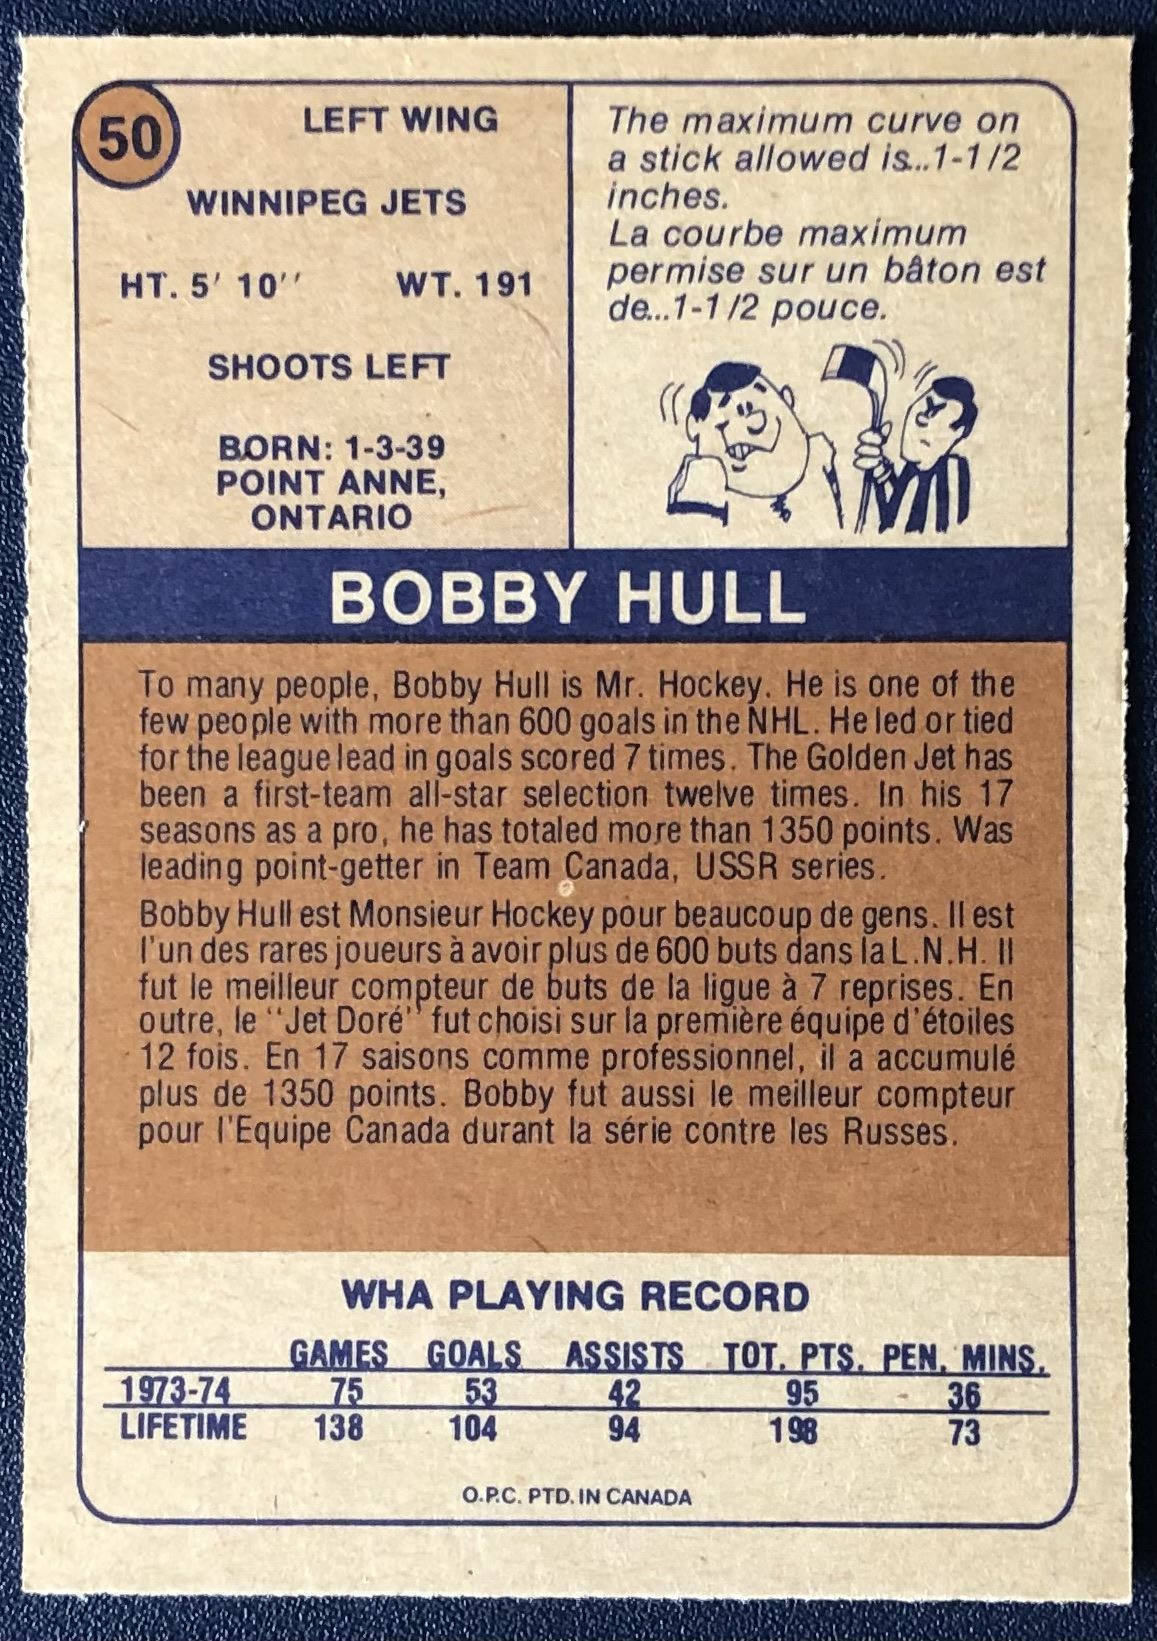 50
LEFT WING
WINNIPEG JETS
HT. 5' 10'' WT. 191
SHOOTS LEFT
BORN: 1-3-39
POINT ANNE,
ONTARIO
The maximum curve on
a stick allowed is...1-1/2
inches.
La courbe maximum
permise sur un bâton est
de...1-1/2 pouce.
BOBBY HULL
To many people, Bobby Hull is Mr. Hockey. He is one of the
few people with more than 600 goals in the NHL. He led or tied
for the league lead in goals scored 7 times. The Golden Jet has
been a first-team all-star selection twelve times. In his 17
seasons as a pro, he has totaled more than 1350 points. Was
leading point-getter in Team Canada, USSR series.
Bobby Hull est Monsieur Hockey pour beaucoup de gens. Il est
l'un des rares joueurs à avoir plus de 600 buts dans la L.N.H. Il
fut le meilleur compteur de buts de la ligue à 7 reprises. En
outre, le "Jet Doré" fut choisi sur la première équipe d'étoiles
12 fois. En 17 saisons comme professionnel, il a accumulé
plus de 1350 points. Bobby fut aussi le meilleur compteur
pour l'Equipe Canada durant la série contre les Russes.
WHA PLAYING RECORD
GAMES GOALS ASSISTS TOT. PTS. PEN. MINS.
1973-74 75 53 42 95 36
LIFETIME 138 104 94 198 73
O.P.C. PTD. IN CANADA